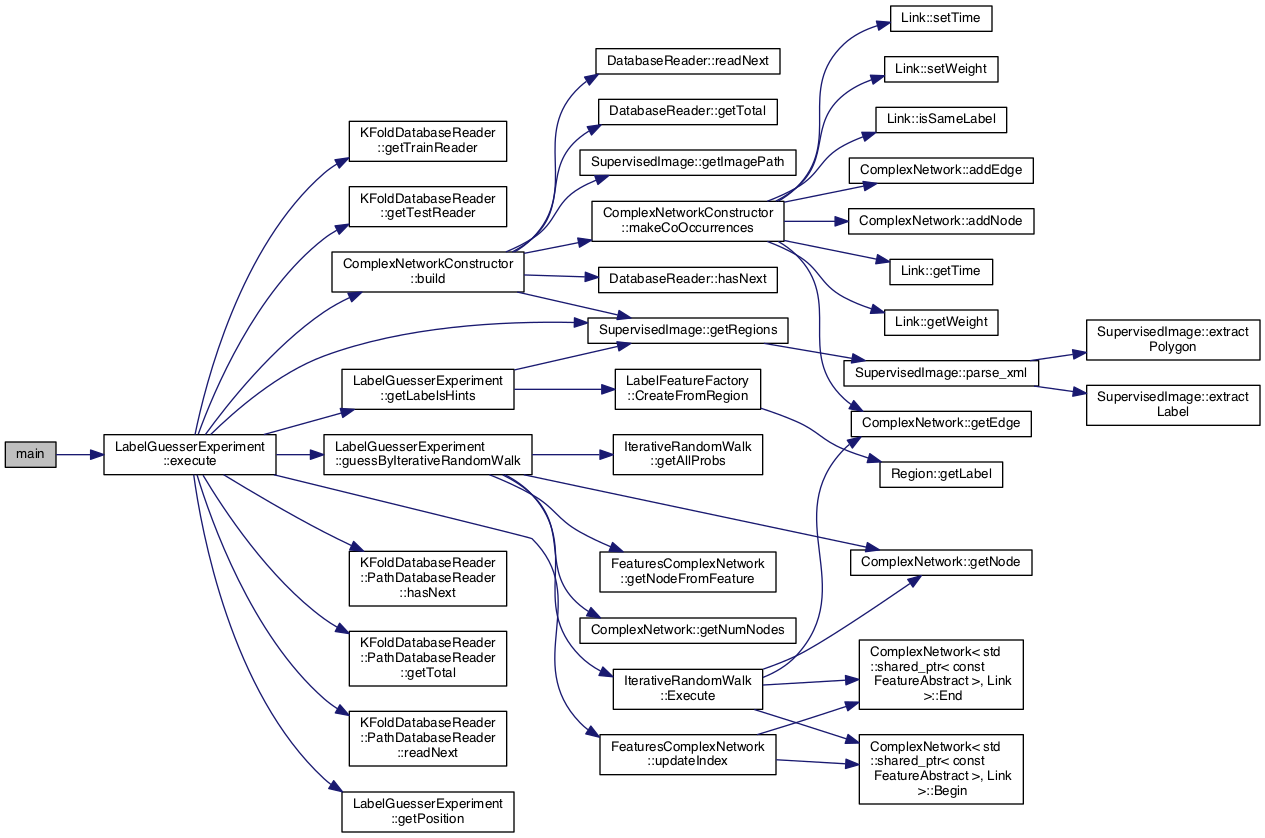 main
LabelGuesserExperiment
::execute
KFoldDatabaseReader
::getTrainReader
KFoldDatabaseReader
::getTestReader
ComplexNetworkConstructor
::build
LabelGuesserExperiment
::getLabelsHints
LabelGuesserExperiment
::guessByIterativeRandomWalk
KFoldDatabaseReader
::PathDatabaseReader
::hasNext
KFoldDatabaseReader
::PathDatabaseReader
::getTotal
KFoldDatabaseReader
::PathDatabaseReader
::readNext
LabelGuesserExperiment
::getPosition
DatabaseReader::readNext
DatabaseReader::getTotal
SupervisedImage::getImagePath
ComplexNetworkConstructor
::makeCoOccurrences
DatabaseReader::hasNext
SupervisedImage::getRegions
LabelFeatureFactory
::CreateFromRegion
IterativeRandomWalk
::getAllProbs
FeaturesComplexNetwork
::getNodeFromFeature
ComplexNetwork::getNumNodes
IterativeRandomWalk
::Execute
FeaturesComplexNetwork
::updateIndex
Link::setTime
Link::setWeight
Link::isSameLabel
ComplexNetwork::addEdge
ComplexNetwork::addNode
Link::getTime
Link::getWeight
SupervisedImage::parse_xml
ComplexNetwork::getEdge
Region::getLabel
ComplexNetwork::getNode
ComplexNetwork< std
::shared_ptr< const
FeatureAbstract >, Link
>::End
ComplexNetwork< std
::shared_ptr< const
FeatureAbstract >, Link
>::Begin
SupervisedImage::extract
Polygon
SupervisedImage::extract
Label